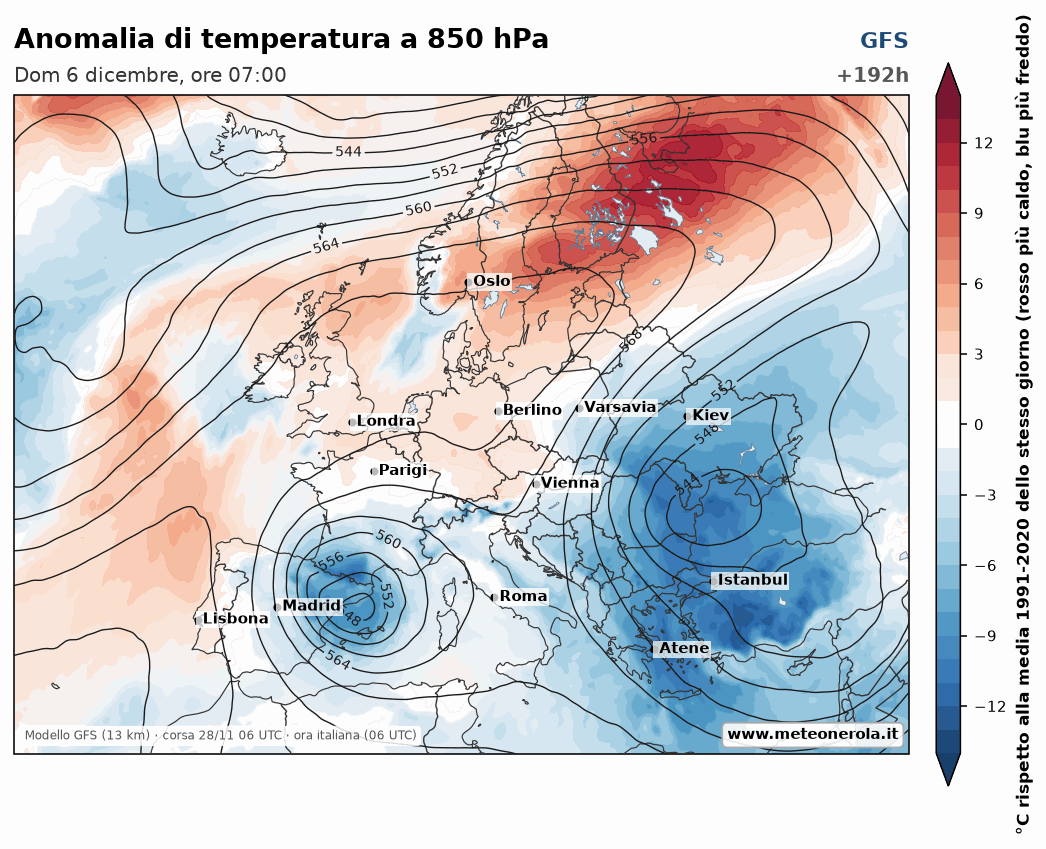 Anomalia di temperatura a 850 hPa
GFS
Dom 6 dicembre, ore 07:00
+192h
544
552
556
560
564
Oslo
568
552
Berlino
Varsavia
Kiev
Londra
548
Parigi
Vienna
544
560
556
552
Istanbul
Madrid
Roma
48
Lisbona
Atene
564
Modello GFS (13 km) · corsa 28/11 06 UTC · ora italiana (06 UTC)
www.meteonerola.it
12
9
6
3
0
−3
−6
−9
−12
°C rispetto alla media 1991-2020 dello stesso giorno (rosso più caldo, blu più freddo)